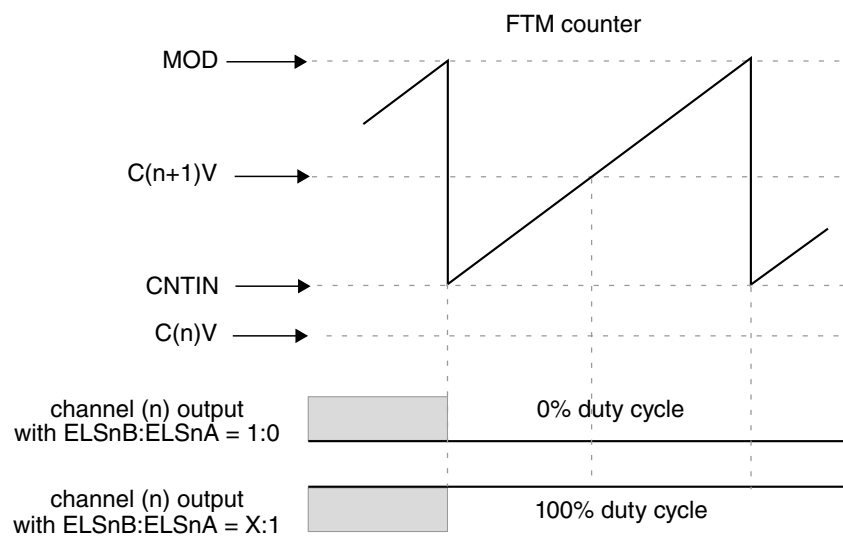 FTM counter
MOD
C(n+1)V
CNTIN
C(n)V
channel (n) output
with ELSnB:ELSnA = 1:0
0% duty cycle
channel (n) output
with ELSnB:ELSnA = X:1
100% duty cycle